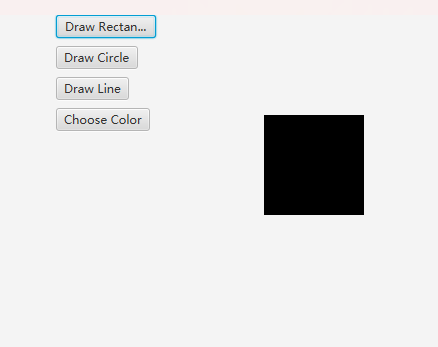 Draw Rectan...
Draw Circle
Draw Line
Choose Color